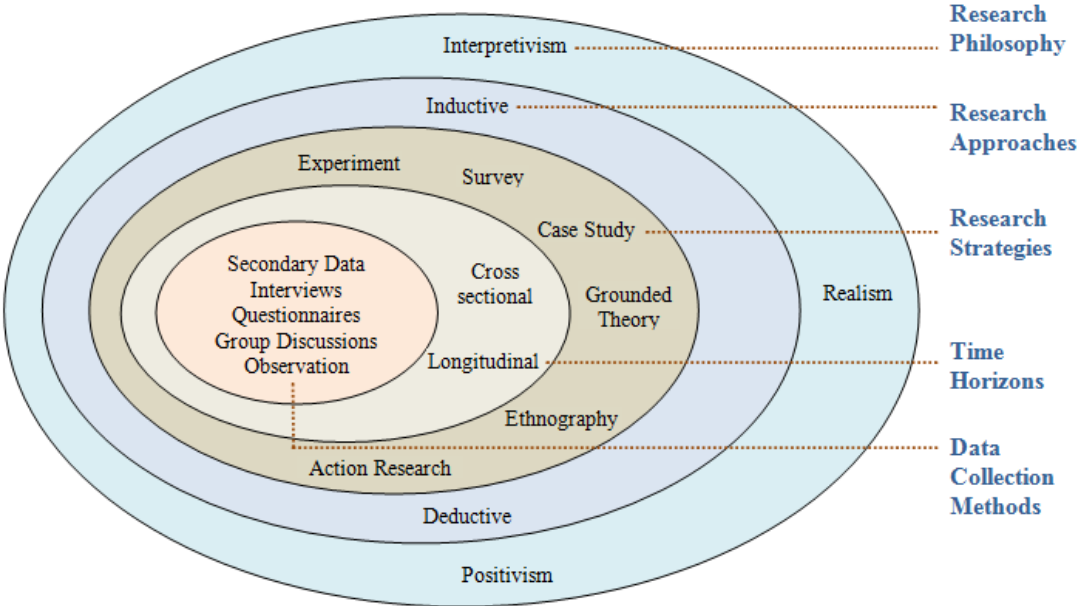 Interpretivism
Research
Philosophy
Inductive
Research
Approaches
Experiment
Survey
Case Study
Research
Strategies
Secondary Data
Interviews
Questionnaires
Group Discussions
Observation
Cross
sectional
Grounded
Theory
Realism
Longitudinal
Time
Horizons
Ethnography
Data
Collection
Methods
Action Research
Deductive
Positivism